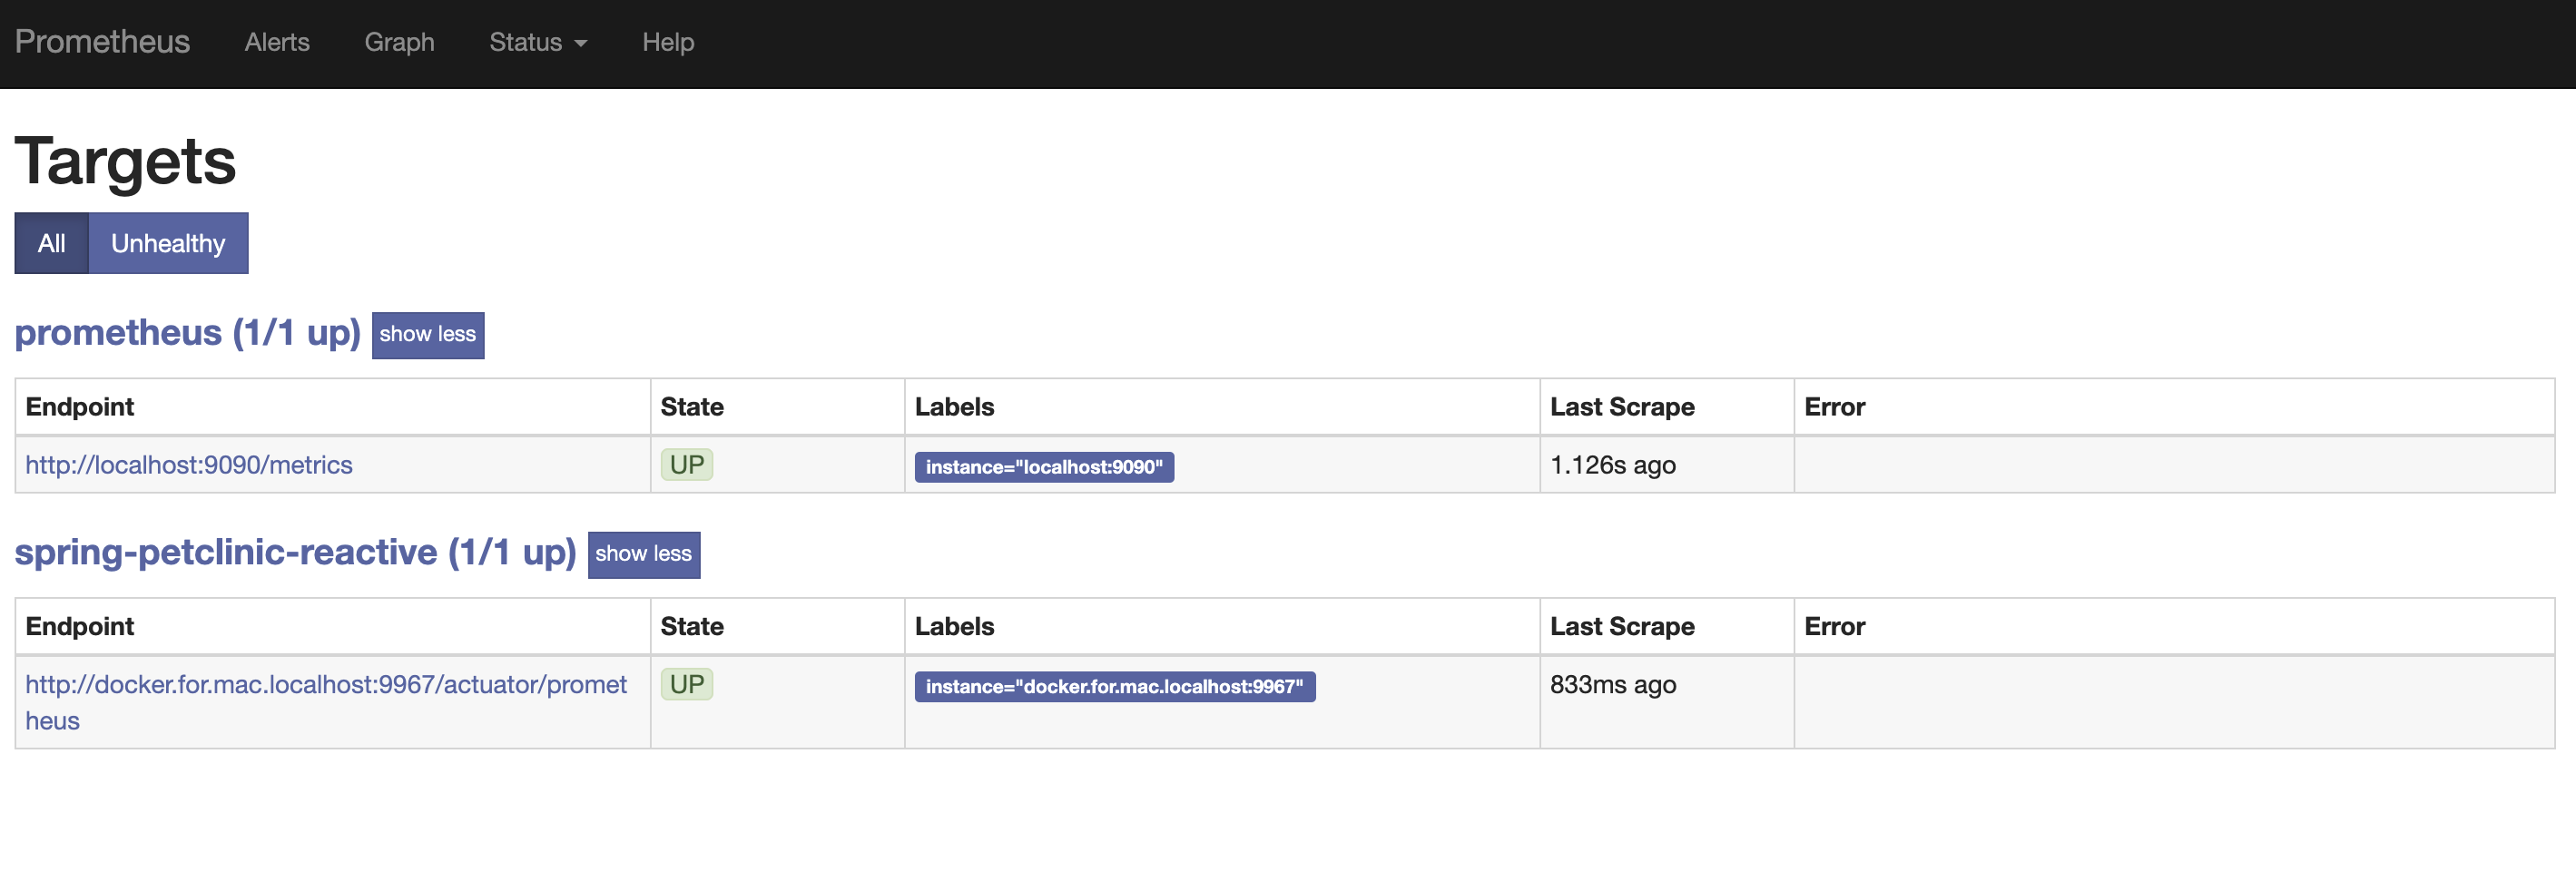 Prometheus Alerts Graph Status Help
Targets
All Unhealthy
prometheus (1/1 up) show less
Endpoint State Labels Last Scrape Error
http://localhost:9090/metrics UP instance="localhost:9090" 1.126s ago
spring-petclinic-reactive (1/1 up) show less
Endpoint State Labels Last Scrape Error
http://docker.for.mac.localhost:9967/actuator/promet UP instance="docker.for.mac.localhost:9967" 833ms ago
heus